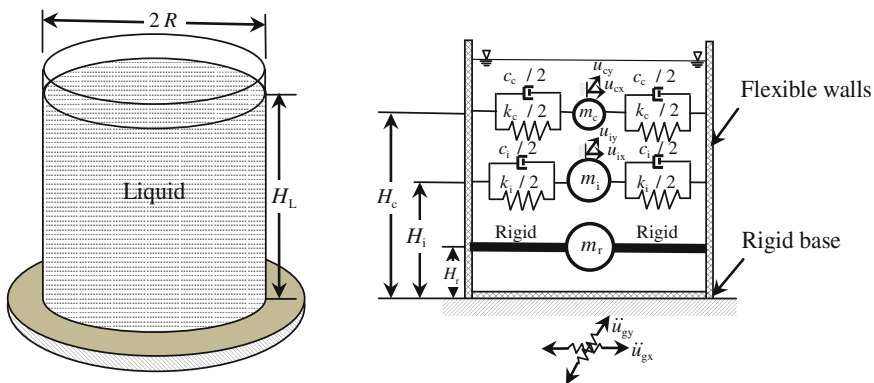 2 R
Liquid
H_L
c_c / 2
k_c / 2
m_c
u_cy
u_cx
c_c / 2
k_c / 2
Flexible walls
c_i / 2
k_i / 2
m_i
u_iy
u_ix
c_i / 2
k_i / 2
H_c
H_i
H_r
Rigid
m_r
Rigid
Rigid base
ü_gy
ü_gx